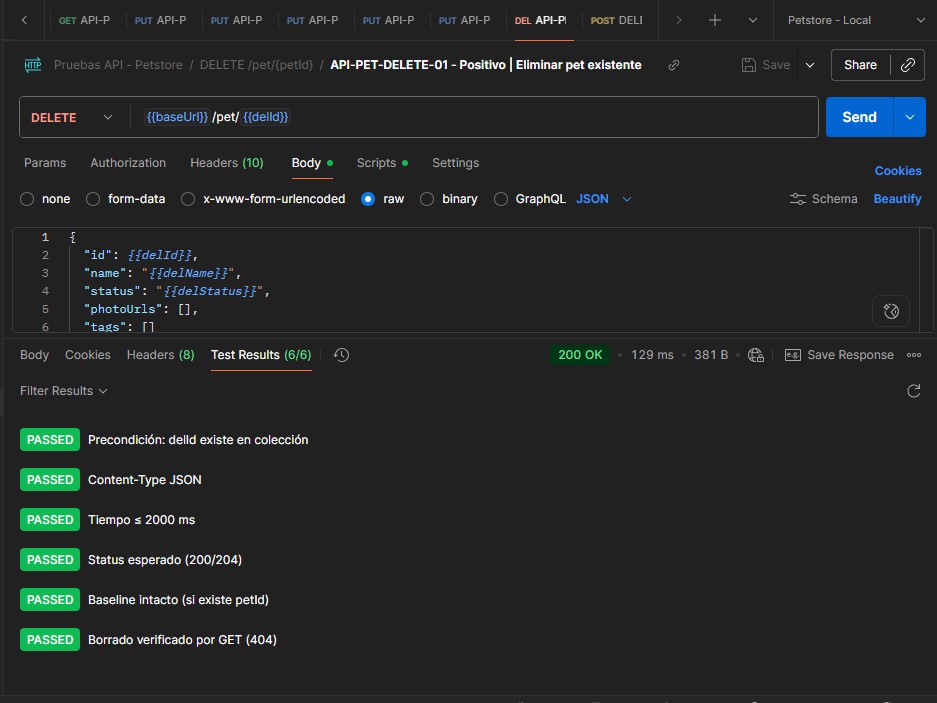 GET API-P PUT API-P PUT API-P PUT API-P PUT API-P PUT API-P DEL API-PI POST DELI Petstore - Local
HTTP Pruebas API - Petstore / DELETE /pet/{petId} / API-PET-DELETE-01 - Positivo | Eliminar pet existente Save Share
DELETE {{baseUrl}} /pet/ {{delId}} Send
Params Authorization Headers (10) Body Scripts Settings Cookies
none form-data x-www-form-urlencoded raw binary GraphQL JSON Schema Beautify
1 {
2 "id": {{delId}},
3 "name": "{{delName}}",
4 "status": "{{delStatus}}",
5 "photoUrls": [],
6 "tags": []
Body Cookies Headers (8) Test Results (6/6) 200 OK • 129 ms • 381 B • e.g. Save Response
Filter Results
PASSED Precondición: delId existe en colección
PASSED Content-Type JSON
PASSED Tiempo ≤ 2000 ms
PASSED Status esperado (200/204)
PASSED Baseline intacto (si existe petId)
PASSED Borrado verificado por GET (404)